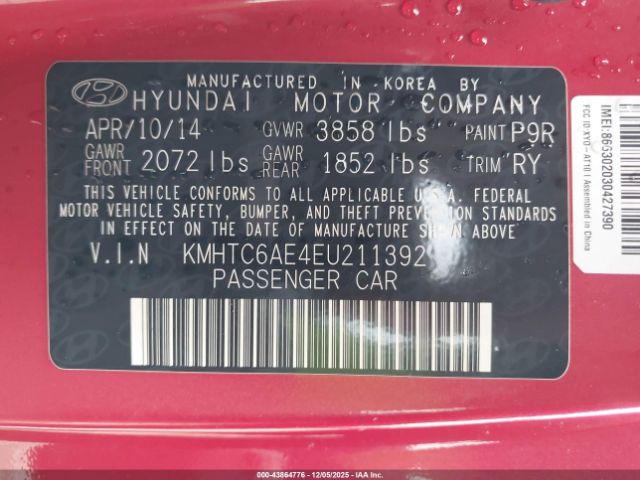 MANUFACTURED IN KOREA BY
HYUNDAI MOTOR COMPANY
APR/10/14 GVWR 3858 lbs PAINT P9R
GAWR FRONT 2072 lbs GAWR REAR 1852 lbs TRIM RY
THIS VEHICLE CONFORMS TO ALL APPLICABLE U.S.A. FEDERAL
MOTOR VEHICLE SAFETY, BUMPER, AND THEFT PREVENTION STANDARDS
IN EFFECT ON THE DATE OF MANUFACTURE SHOWN ABOVE
V.I.N KMHTC6AE4EU211392
PASSENGER CAR
IMEI:866302030427390
FCC ID:XYO-AT101 Assembled in China
000-43864776 - 12/05/2025 - IAA Corp.